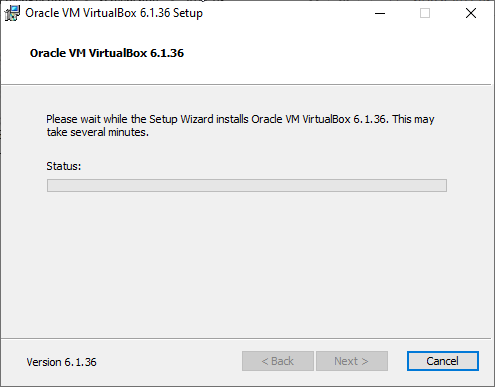 Oracle VM VirtualBox 6.1.36 Setup
Oracle VM VirtualBox 6.1.36
Please wait while the Setup Wizard installs Oracle VM VirtualBox 6.1.36. This may
take several minutes.
Status:
Version 6.1.36
< Back
Next >
Cancel